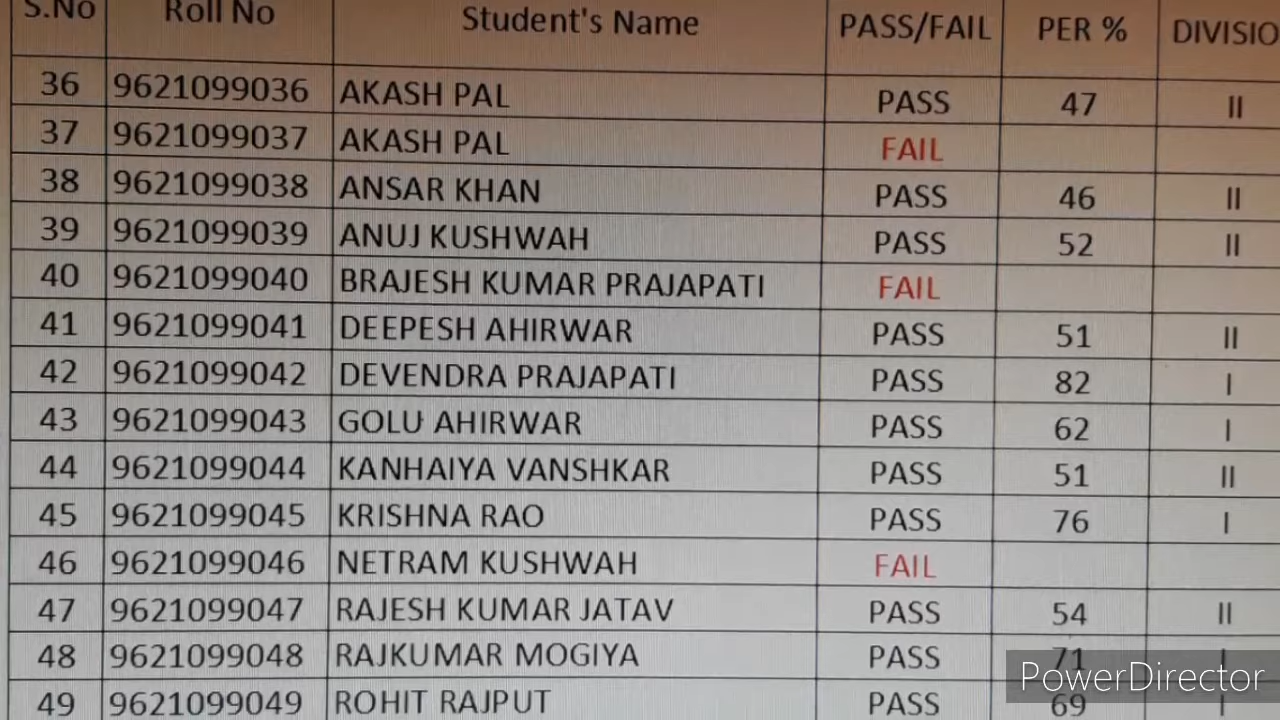 S.No Roll No Student's Name PASS/FAIL PER % DIVISIO
36 9621099036 AKASH PAL PASS 47 II
37 9621099037 AKASH PAL FAIL
38 9621099038 ANSAR KHAN PASS 46 II
39 9621099039 ANUJ KUSHWAH PASS 52 II
40 9621099040 BRAJESH KUMAR PRAJAPATI FAIL
41 9621099041 DEEPESH AHIRWAR PASS 51 II
42 9621099042 DEVENDRA PRAJAPATI PASS 82 I
43 9621099043 GOLU AHIRWAR PASS 62 I
44 9621099044 KANHAIYA VANSHKAR PASS 51 II
45 9621099045 KRISHNA RAO PASS 76 I
46 9621099046 NETRAM KUSHWAH FAIL
47 9621099047 RAJESH KUMAR JATAV PASS 54 II
48 9621099048 RAJKUMAR MOGIYA PASS 71 I
49 9621099049 ROHIT RAJPUT PASS 69 I
PowerDirector